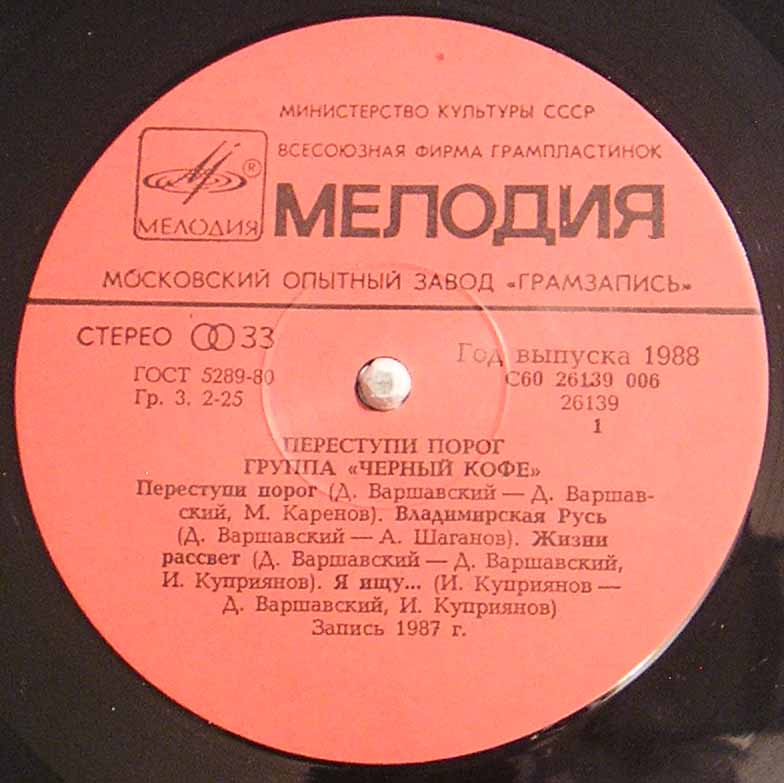 МИНИСТЕРСТВО КУЛЬТУРЫ СССР
ВСЕСОЮЗНАЯ ФИРМА ГРАМПЛАСТИНОК
®
МЕЛОДИЯ
МЕЛОДИЯ
МОСКОВСКИЙ ОПЫТНЫЙ ЗАВОД «ГРАМЗАПИСЬ»
СТЕРЕО 33
Год выпуска 1988
ГОСТ 5289-80
С60 26139 006
Гр. 3. 2-25
26139
1
ПЕРЕСТУПИ ПОРОГ
ГРУППА «ЧЕРНЫЙ КОФЕ»
Переступи порог (Д. Варшавский — Д. Варшав-
ский, М. Каренов). Владимирская Русь
(Д. Варшавский — А. Шаганов). Жизни
рассвет (Д. Варшавский — Д. Варшавский,
И. Куприянов). Я ищу... (И. Куприянов —
Д. Варшавский, И. Куприянов)
Запись 1987 г.